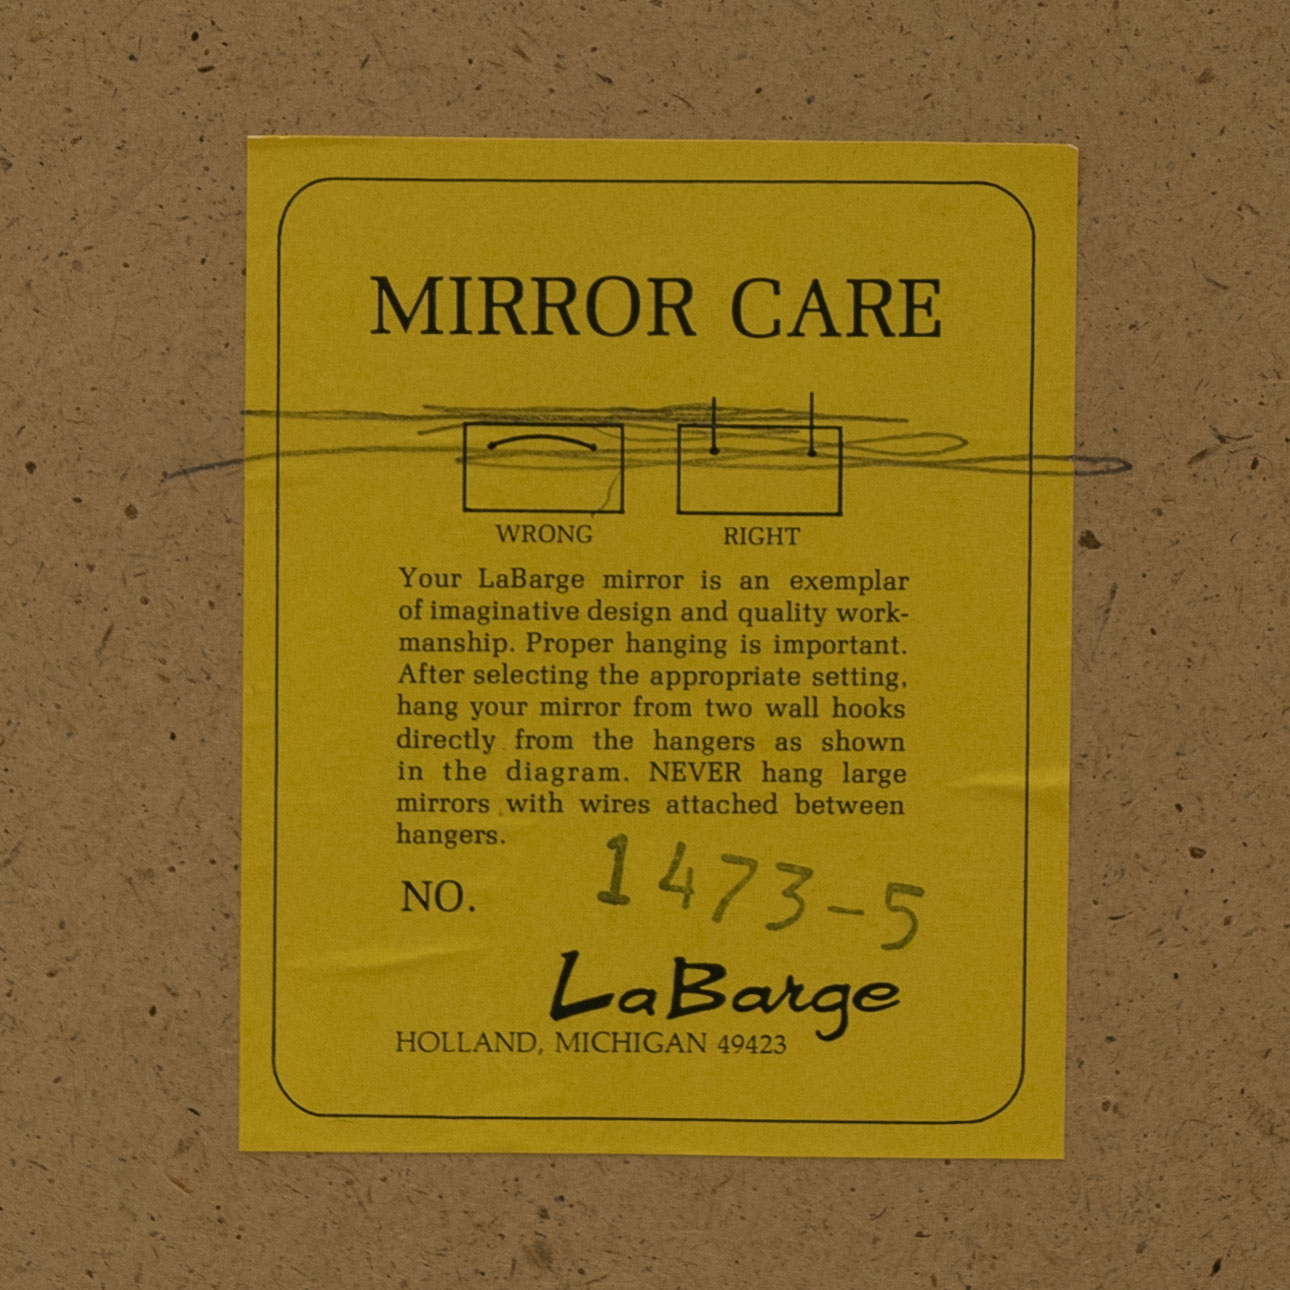 MIRROR CARE
WRONG RIGHT
Your LaBarge mirror is an exemplar
of imaginative design and quality work-
manship. Proper hanging is important.
After selecting the appropriate setting,
hang your mirror from two wall hooks
directly from the hangers as shown
in the diagram. NEVER hang large
mirrors with wires attached between
hangers.
NO. 1473-5
LaBarge
HOLLAND, MICHIGAN 49423